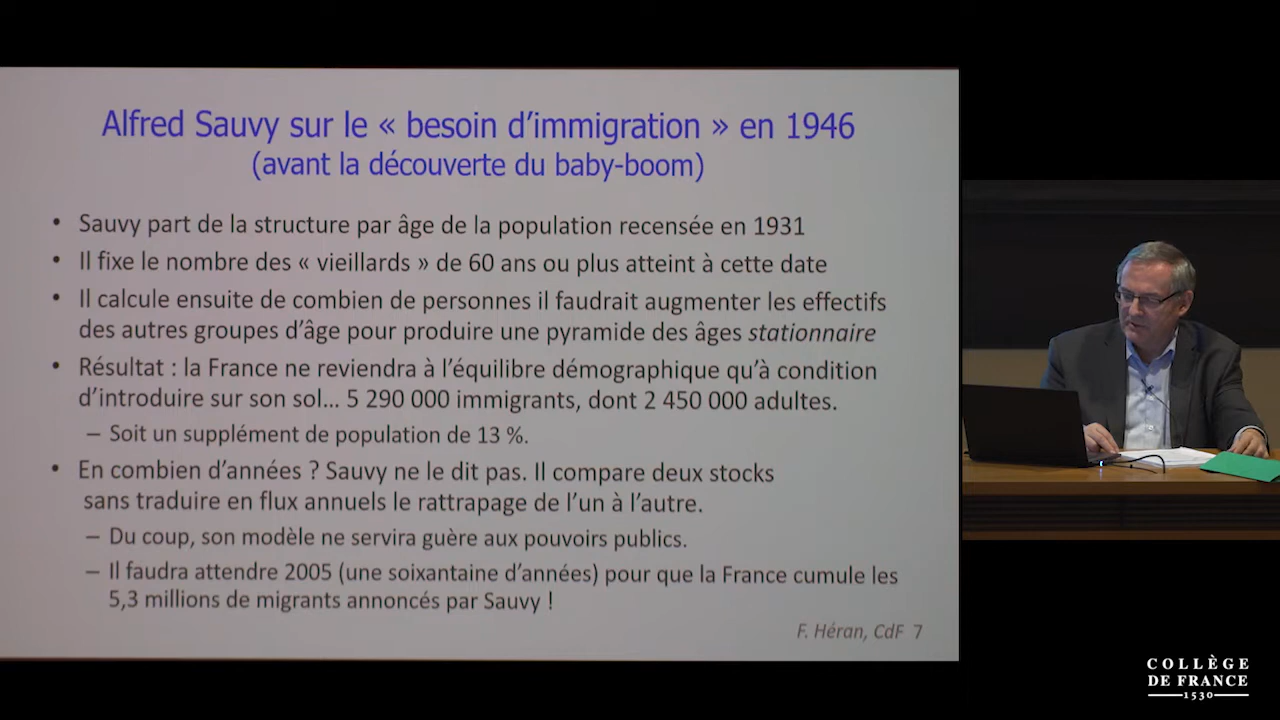 Alfred Sauvy sur le « besoin d’immigration » en 1946
(avant la découverte du baby-boom)
• Sauvy part de la structure par âge de la population recensée en 1931
• Il fixe le nombre des « vieillards » de 60 ans ou plus atteint à cette date
• Il calcule ensuite de combien de personnes il faudrait augmenter les effectifs
des autres groupes d’âge pour produire une pyramide des âges stationnaire
• Résultat : la France ne reviendra à l’équilibre démographique qu’à condition
d’introduire sur son sol... 5 290 000 immigrants, dont 2 450 000 adultes.
– Soit un supplément de population de 13 %.
• En combien d’années ? Sauvy ne le dit pas. Il compare deux stocks
sans traduire en flux annuels le rattrapage de l’un à l’autre.
– Du coup, son modèle ne servira guère aux pouvoirs publics.
– Il faudra attendre 2005 (une soixantaine d’années) pour que la France cumule les
5,3 millions de migrants annoncés par Sauvy !
F. Héran, CdF 7
COLLÈGE
DE FRANCE
1530